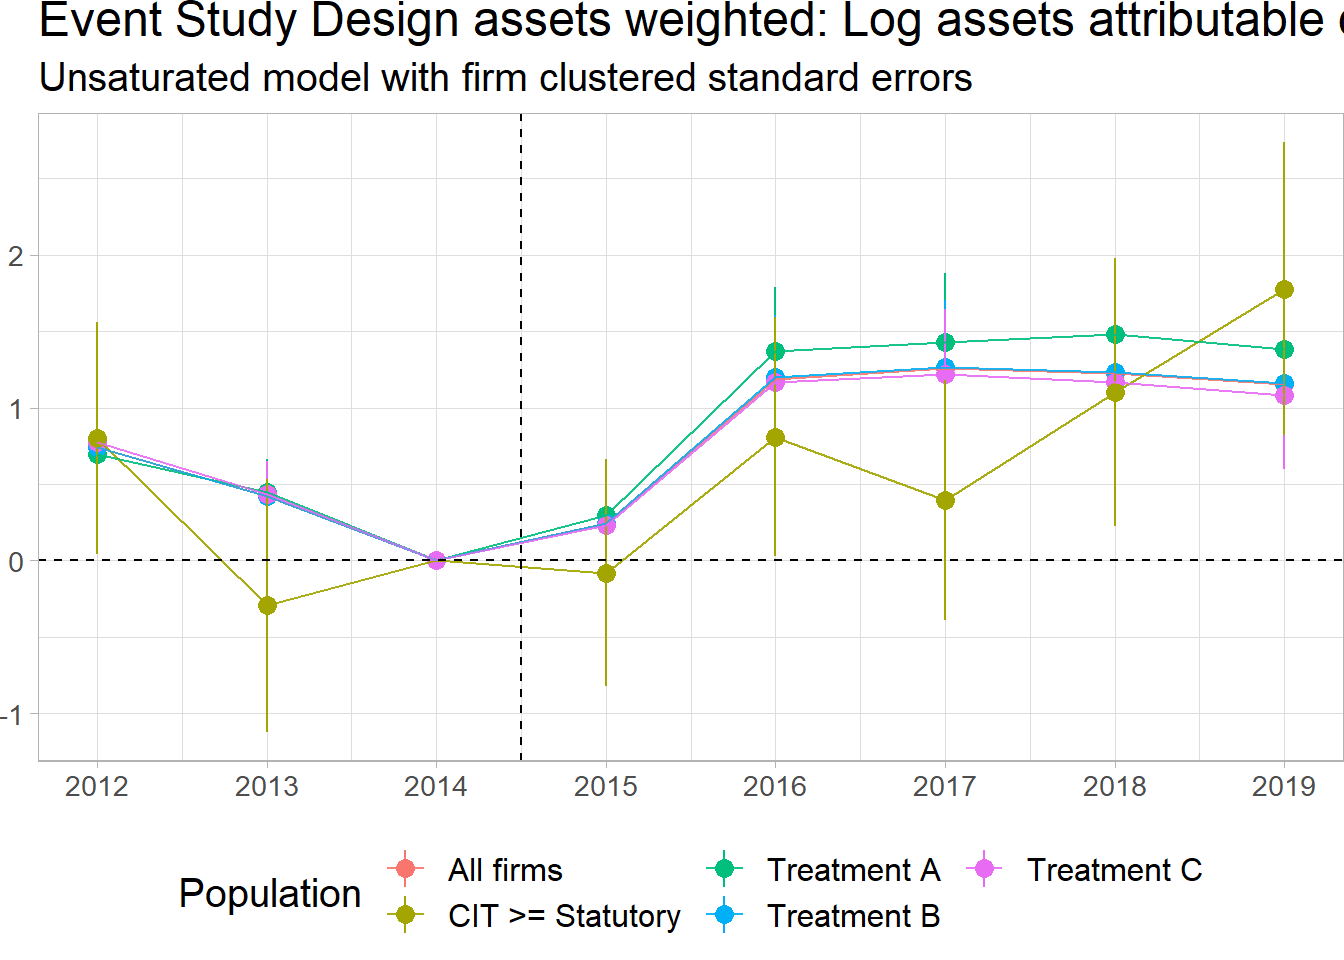 Event Study Design assets weighted: Log assets attributable
Unsaturated model with firm clustered standard errors
2
1
0
-1
2012 2013 2014 2015 2016 2017 2018 2019
Population
All firms Treatment A Treatment C
CIT >= Statutory Treatment B